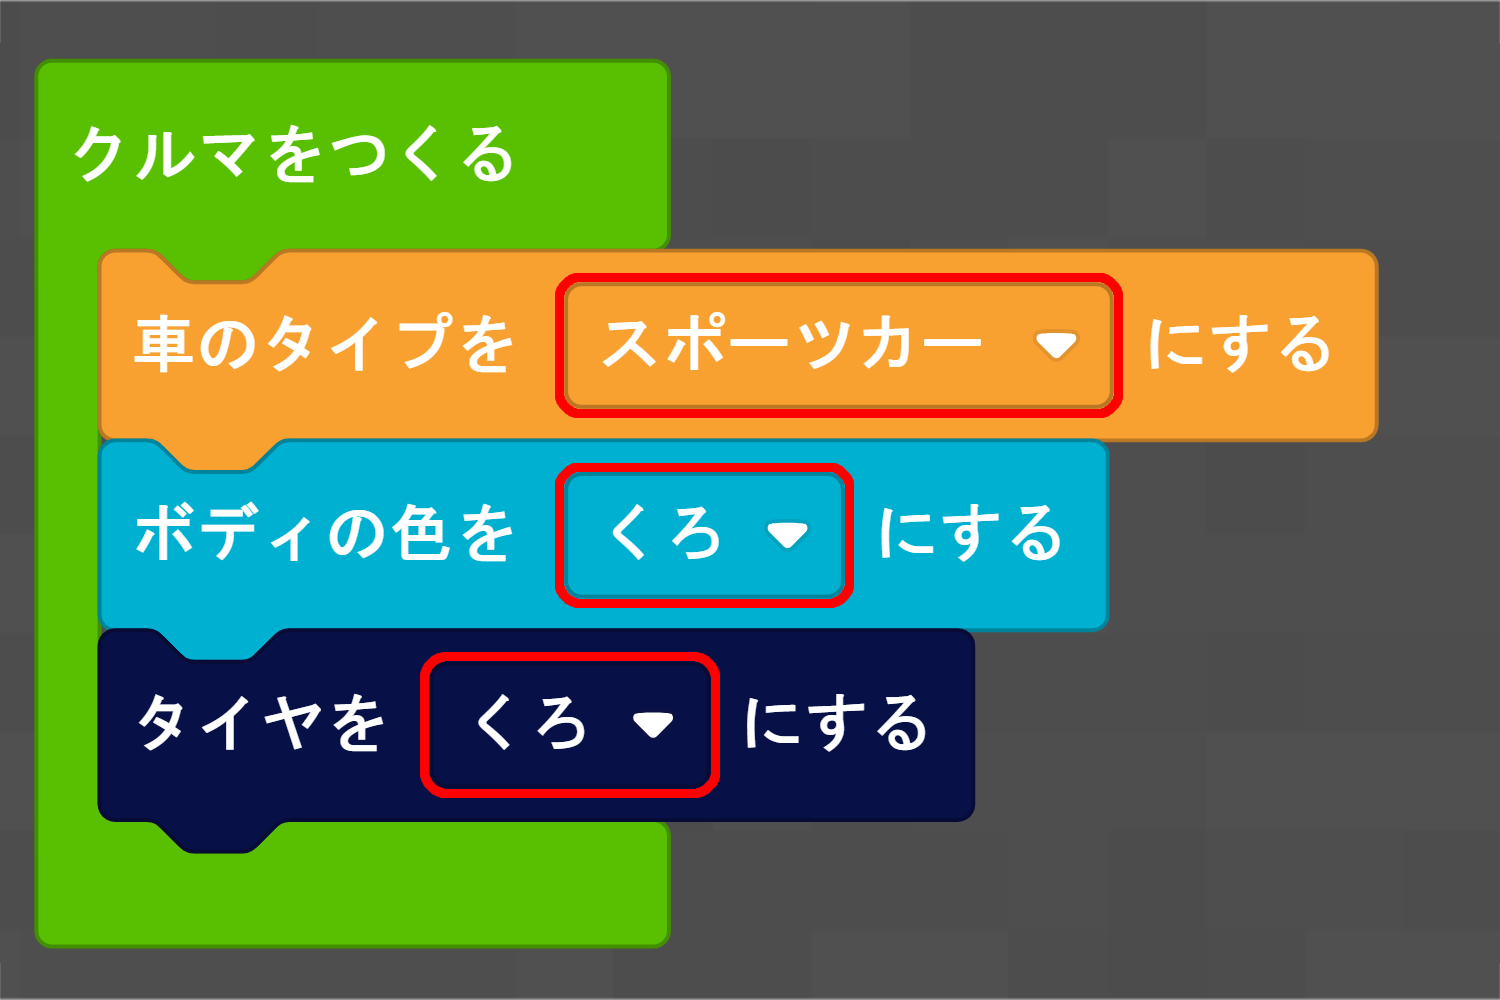 クルマをつくる
車のタイプを スポーツカー にする
ボディの色を くろ にする
タイヤを くろ にする